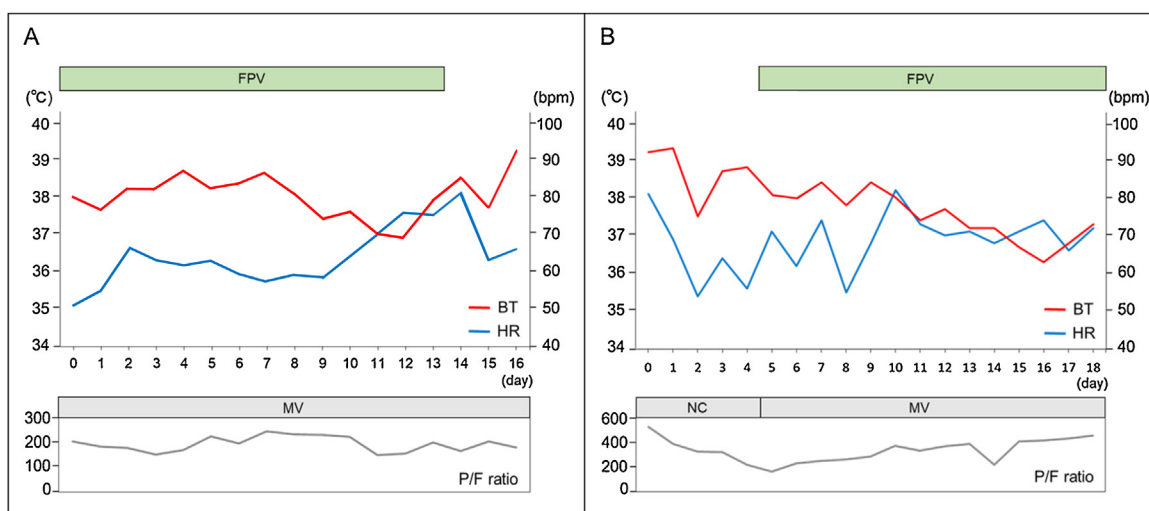 A
FPV
(℃) (bpm)
40 100
39 90
38 80
37 70
36 60
35 50
34 40
BT
HR
0 1 2 3 4 5 6 7 8 9 10 11 12 13 14 15 16
(day)
MV
300
200
100
0
P/F ratio
B
FPV
(℃) (bpm)
40 100
39 90
38 80
37 70
36 60
35 50
34 40
BT
HR
0 1 2 3 4 5 6 7 8 9 10 11 12 13 14 15 16 17 18
(day)
NC MV
600
400
200
0
P/F ratio